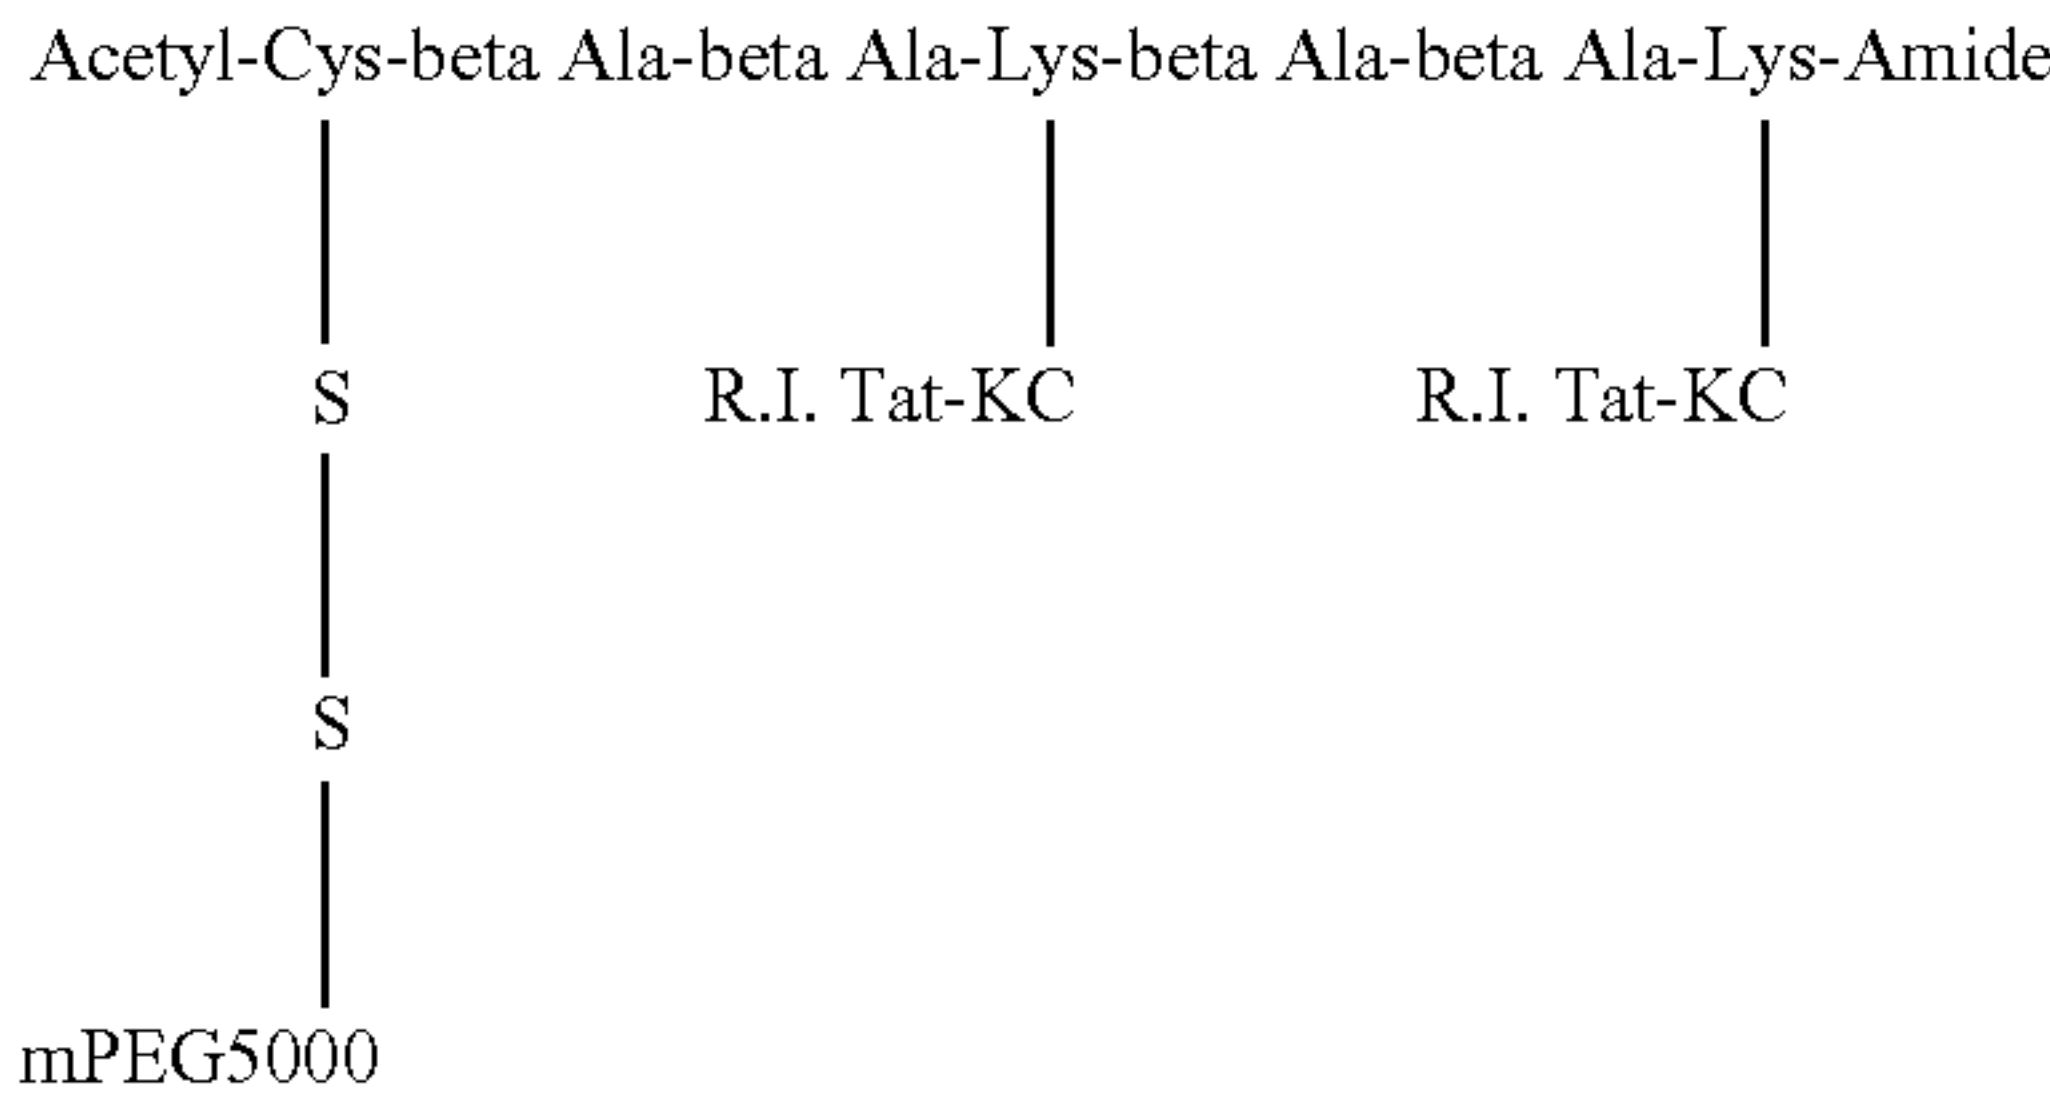 Acetyl-Cys-beta Ala-beta Ala-Lys-beta Ala-beta Ala-Lys-Amide
S
R.I. Tat-KC
R.I. Tat-KC
S
mPEG5000